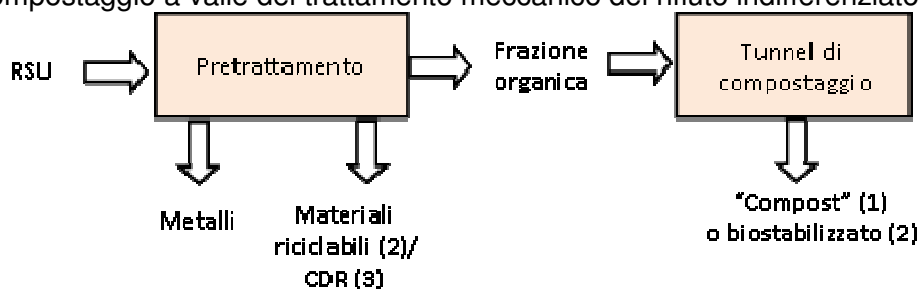 ompostaggio a valle del trattamento meccanico del rifiuto indifferenziato
RSU
Pretrattamento
Frazione
organica
Tunnel di
compostaggio
Metalli
Materiali
riciclabili (2)/
CDR (3)
"Compost" (1)
o biostabilizzato (2)